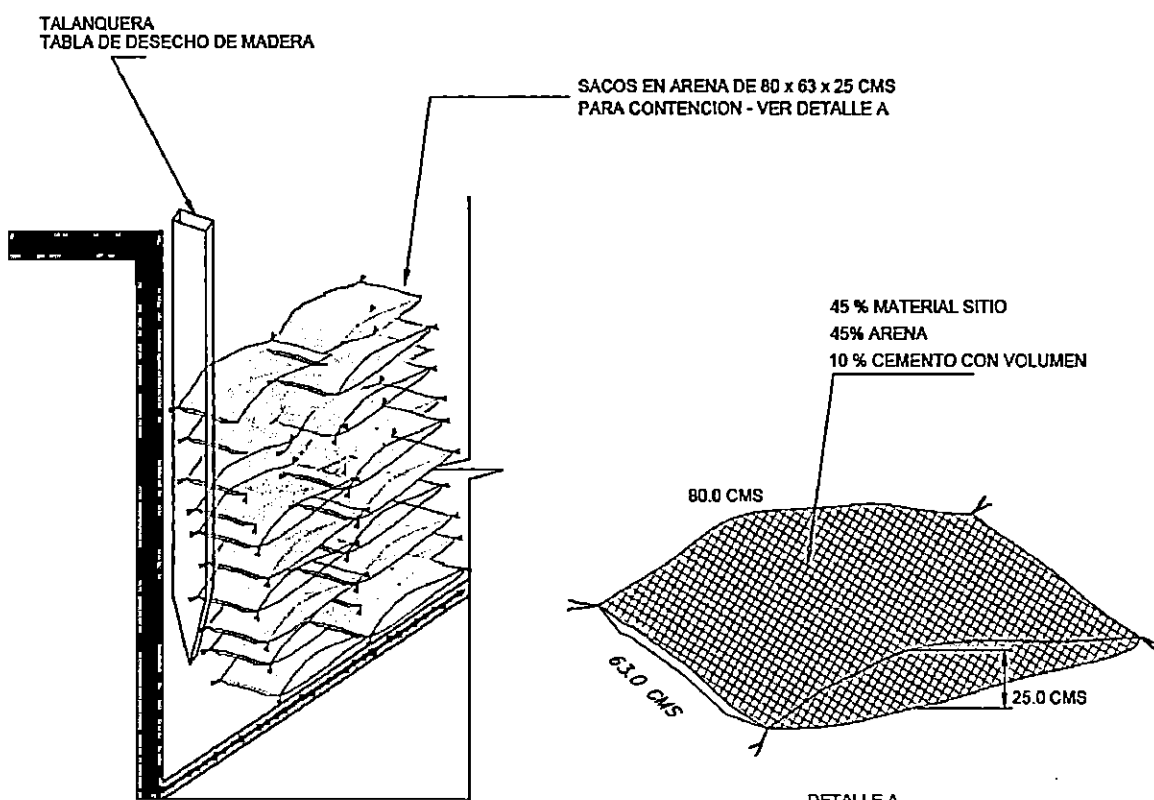 TALANQUERA
TABLA DE DESECHO DE MADERA
SACOS EN ARENA DE 80 x 63 x 25 CMS
PARA CONTENCION - VER DETALLE A
45 % MATERIAL SITIO
45% ARENA
10 % CEMENTO CON VOLUMEN
80.0 CMS
63.0 CMS
25.0 CMS
DETALLE A